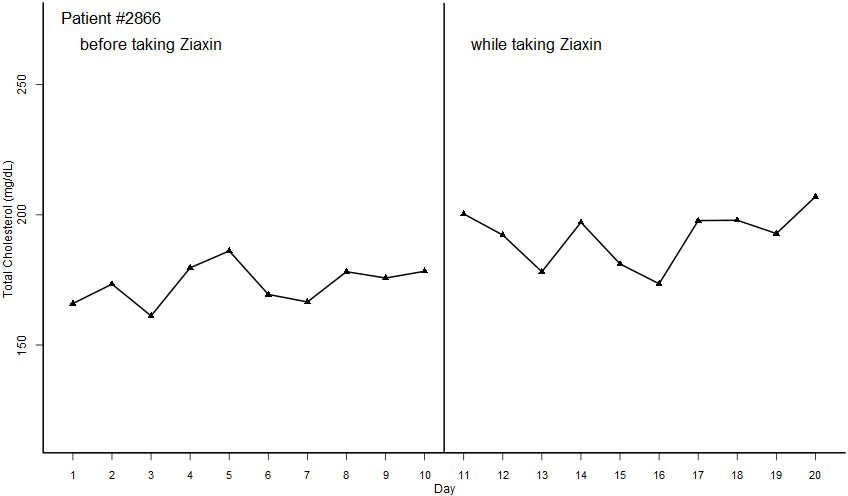 Patient #2866
before taking Ziaxin
while taking Ziaxin
Total Cholesterol (mg/dL)
250
200
150
1 2 3 4 5 6 7 8 9 10 11 12 13 14 15 16 17 18 19 20
Day